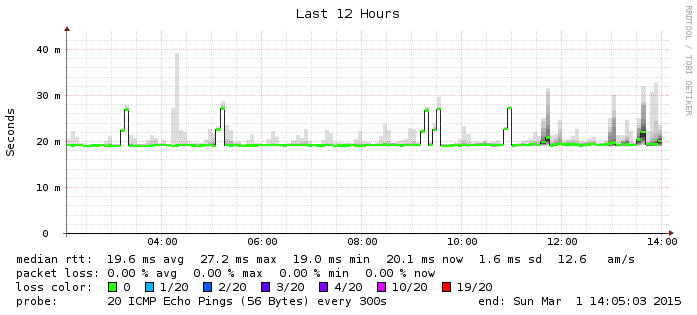 Last 12 Hours
RRDTOOL / TOBI OETIKER
Seconds
40 m
30 m
20 m
10 m
0
04:00 06:00 08:00 10:00 12:00 14:00
median rtt: 19.6 ms avg 27.2 ms max 19.0 ms min 20.1 ms now 1.6 ms sd 12.6 am/s
packet loss: 0.00 % avg 0.00 % max 0.00 % min 0.00 % now
loss color: 0 1/20 2/20 3/20 4/20 10/20 19/20
probe: 20 ICMP Echo Pings (56 Bytes) every 300s end: Sun Mar 1 14:05:03 2015